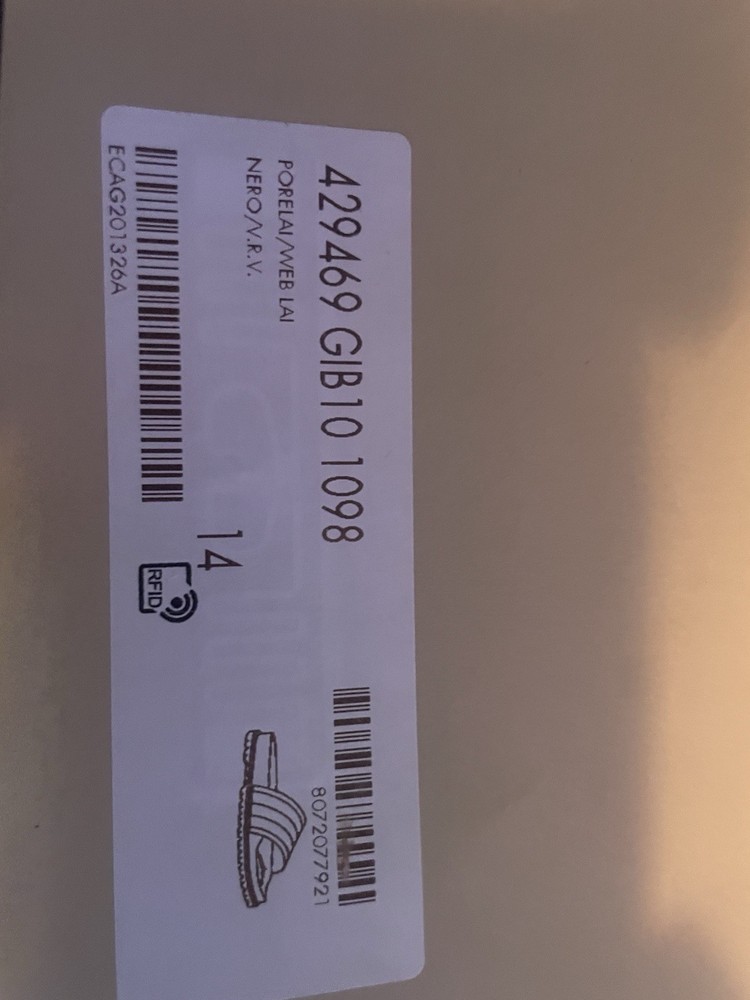 429469 GIB10 1098
PORELAI/WEB LAI
NERO/V.R.V.
14
ECAG201326A
RFID
8072077921